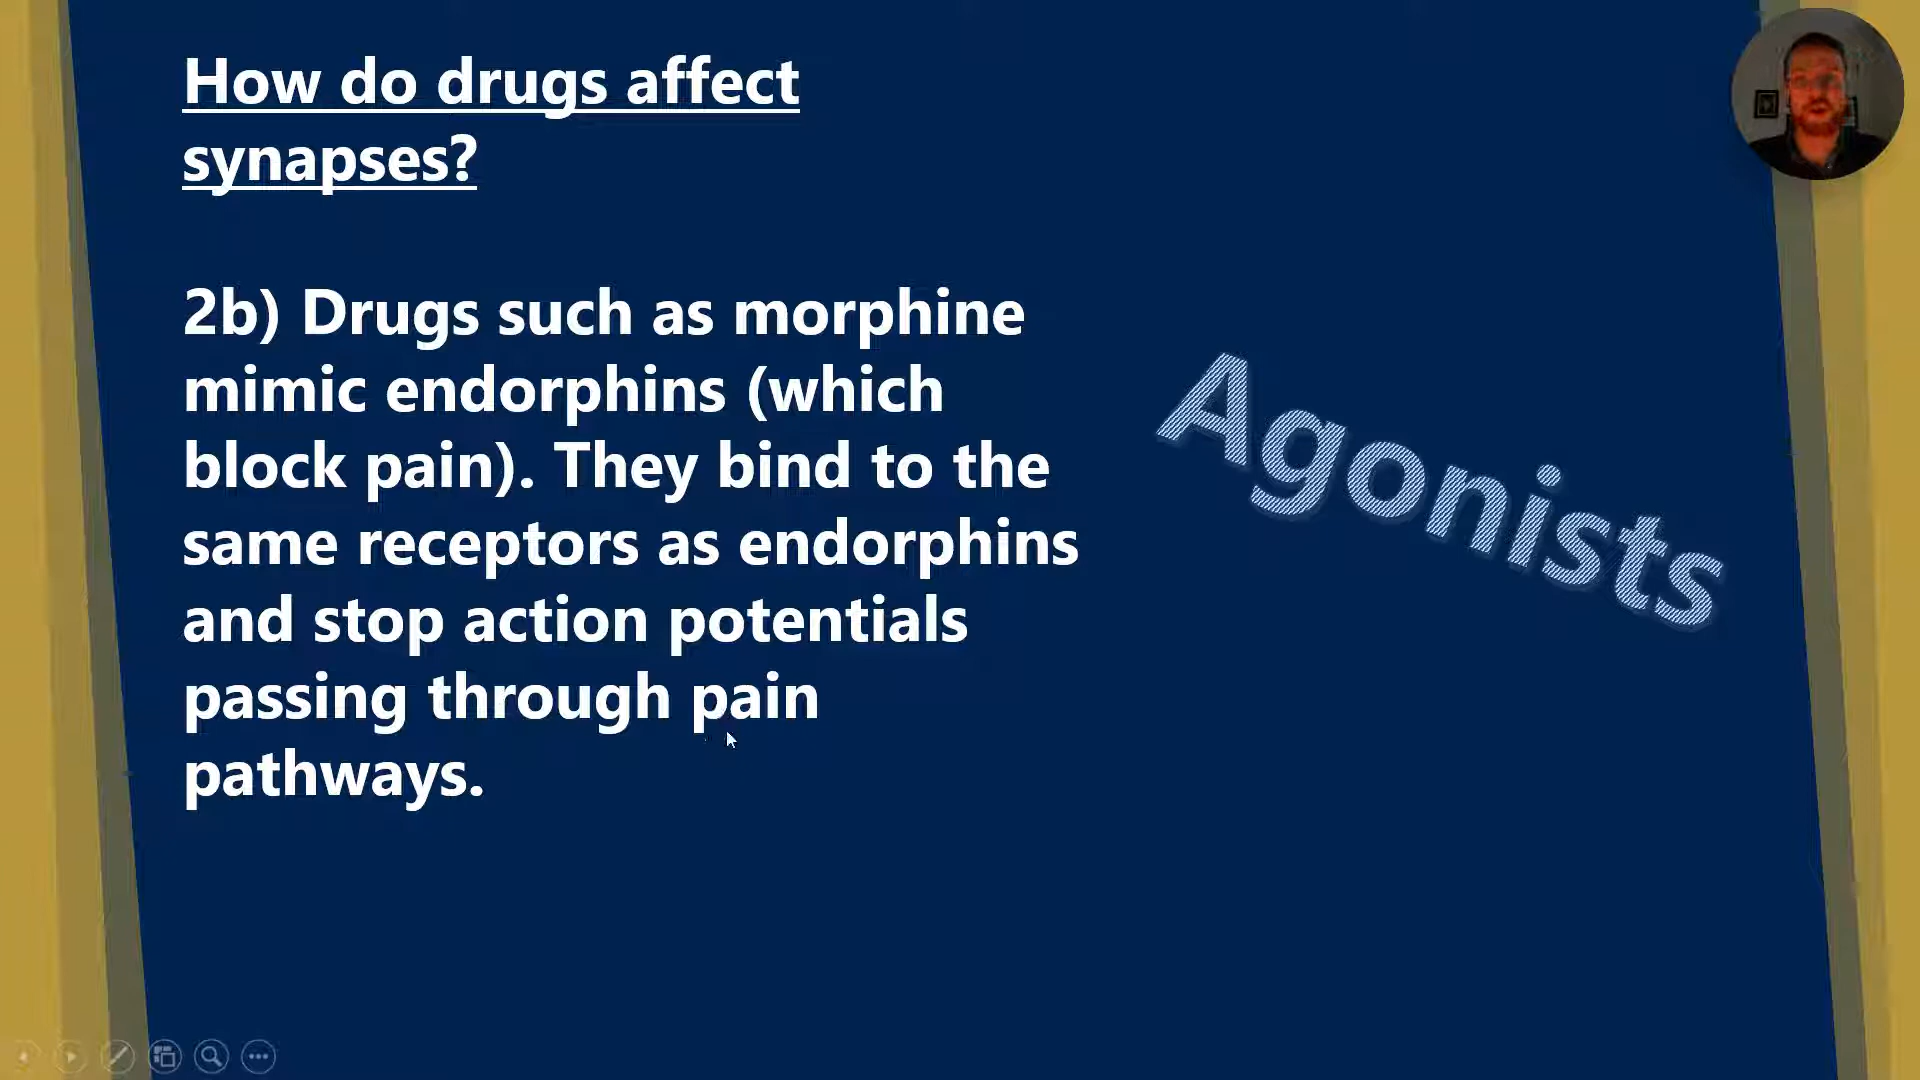 How do drugs affect
synapses?
2b) Drugs such as morphine
mimic endorphins (which
block pain). They bind to the
same receptors as endorphins
and stop action potentials
passing through pain
pathways.
Agonists